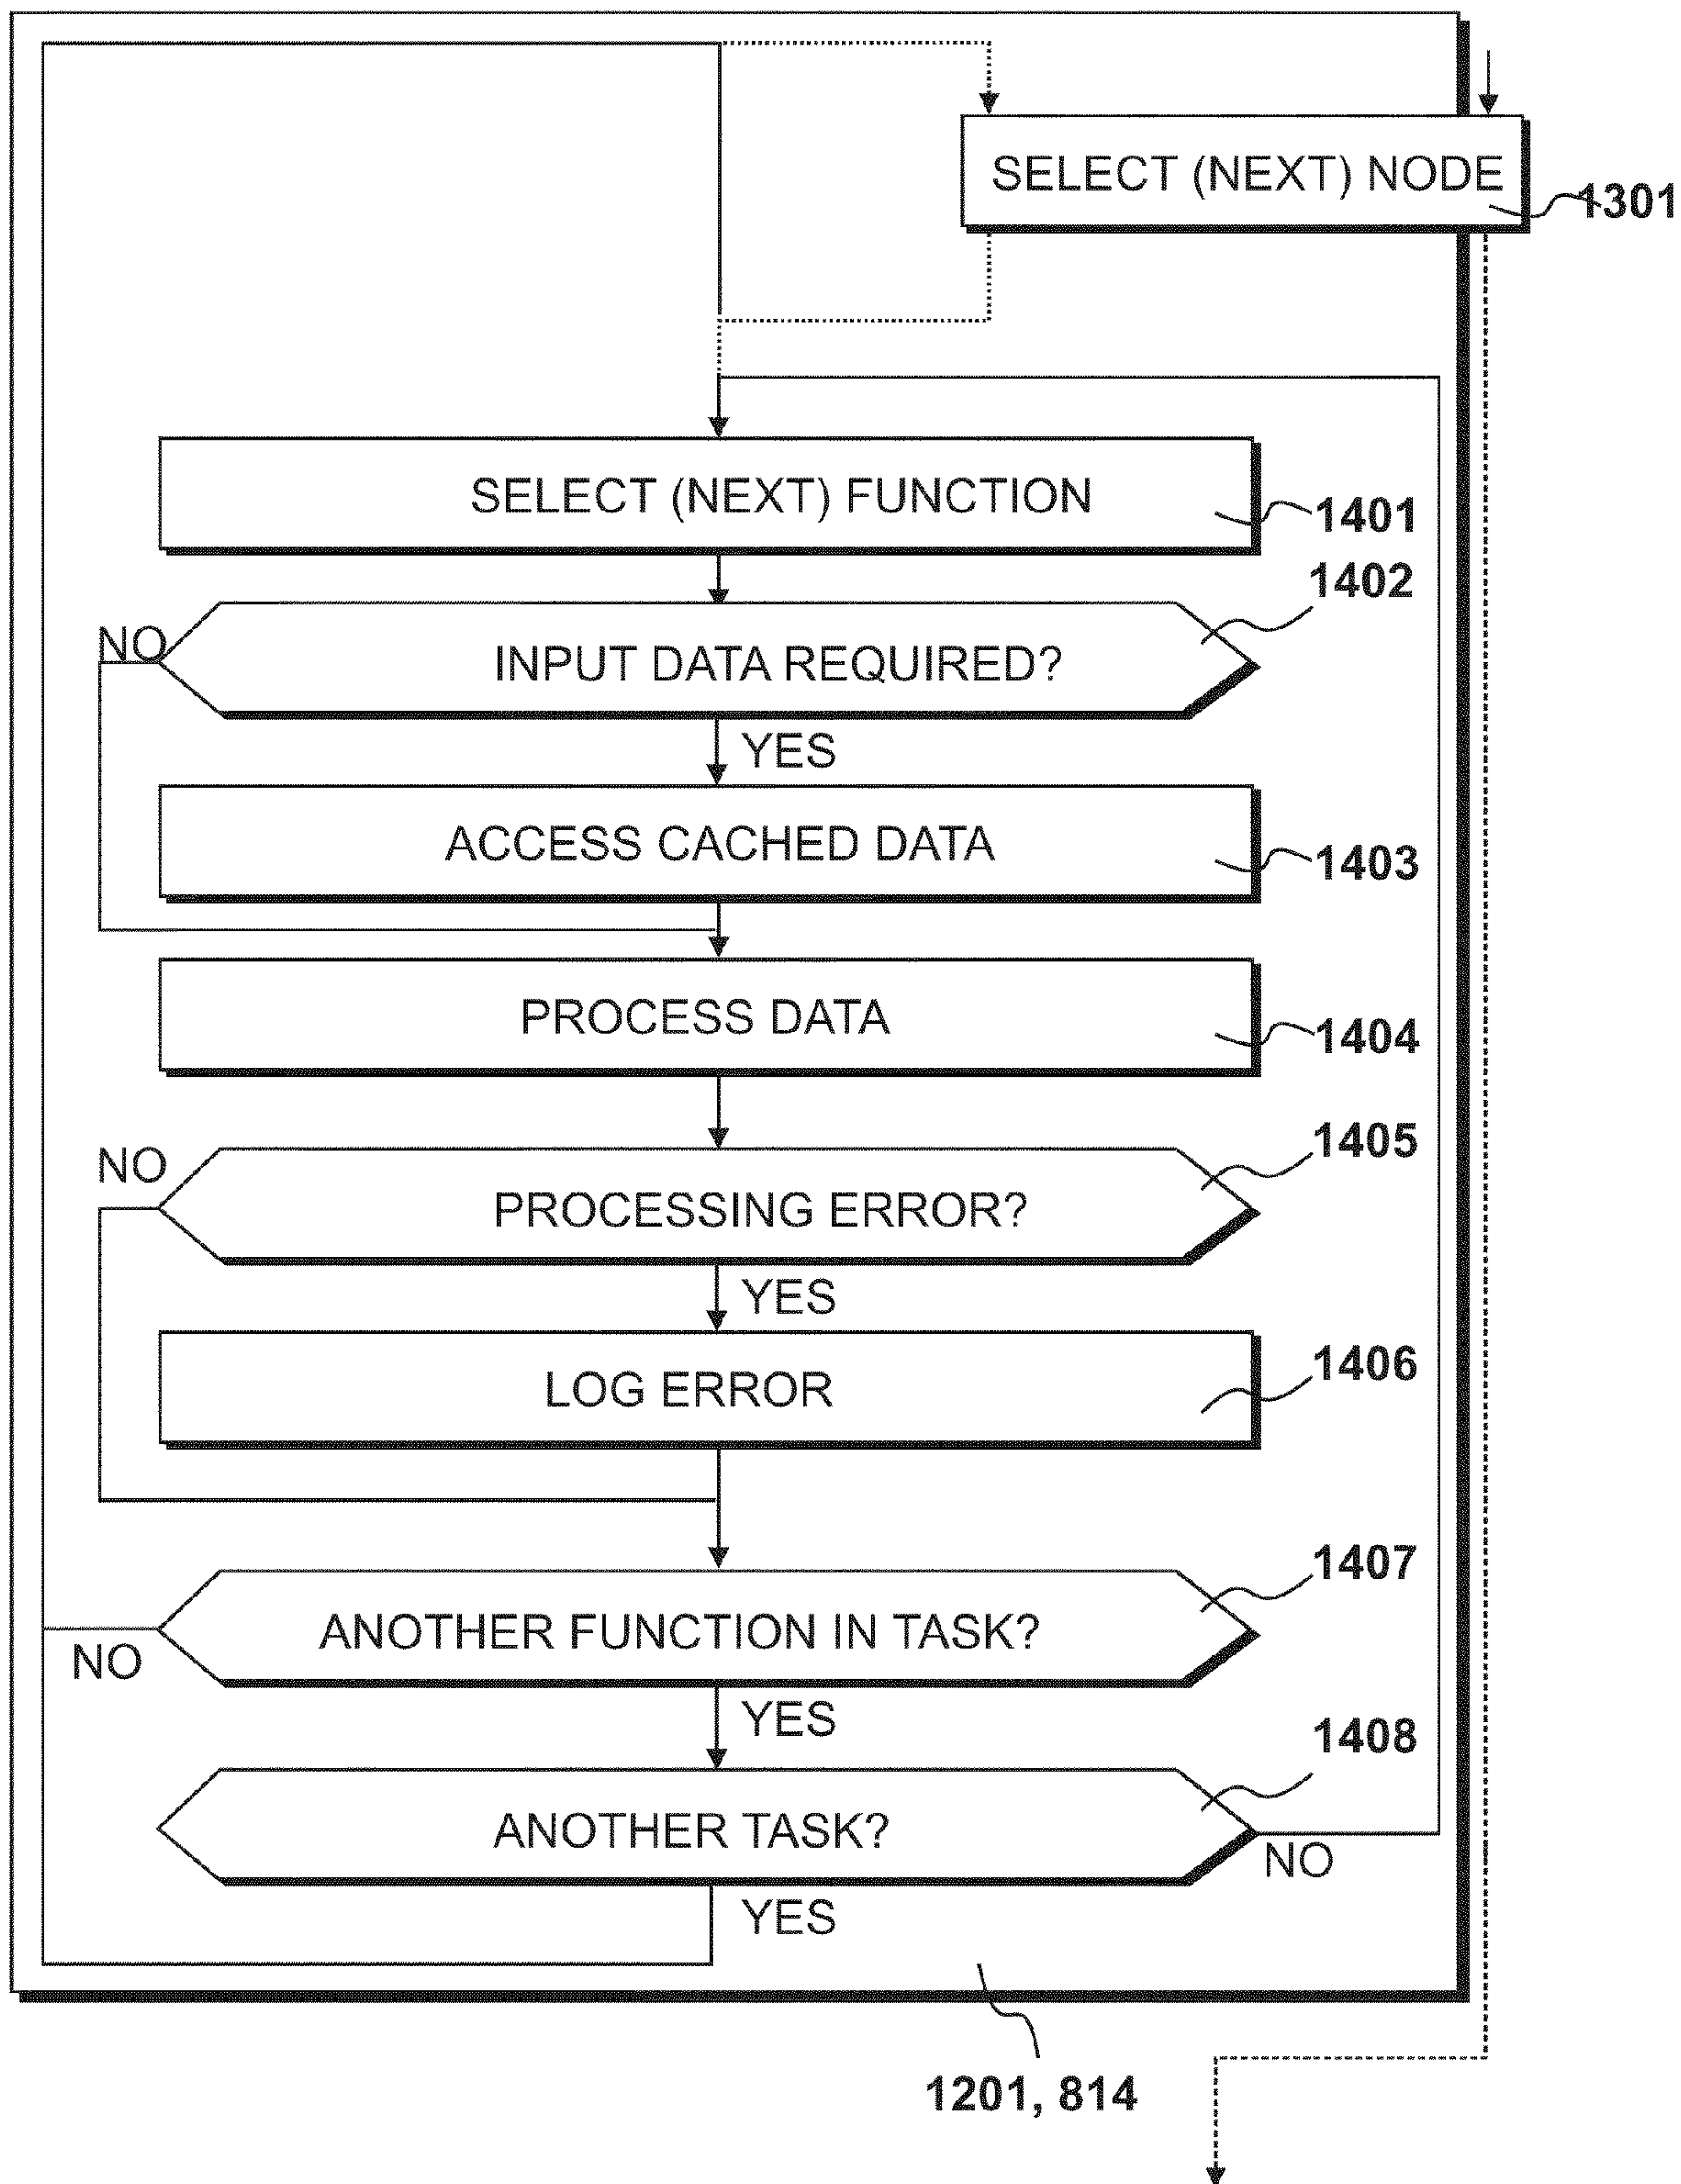 SELECT (NEXT) NODE
1301
SELECT (NEXT) FUNCTION
1401
1402
NO
INPUT DATA REQUIRED?
YES
ACCESS CACHED DATA
1403
PROCESS DATA
1404
1405
NO
PROCESSING ERROR?
YES
LOG ERROR
1406
1407
ANOTHER FUNCTION IN TASK?
NO
YES
1408
ANOTHER TASK?
NO
YES
1201, 814